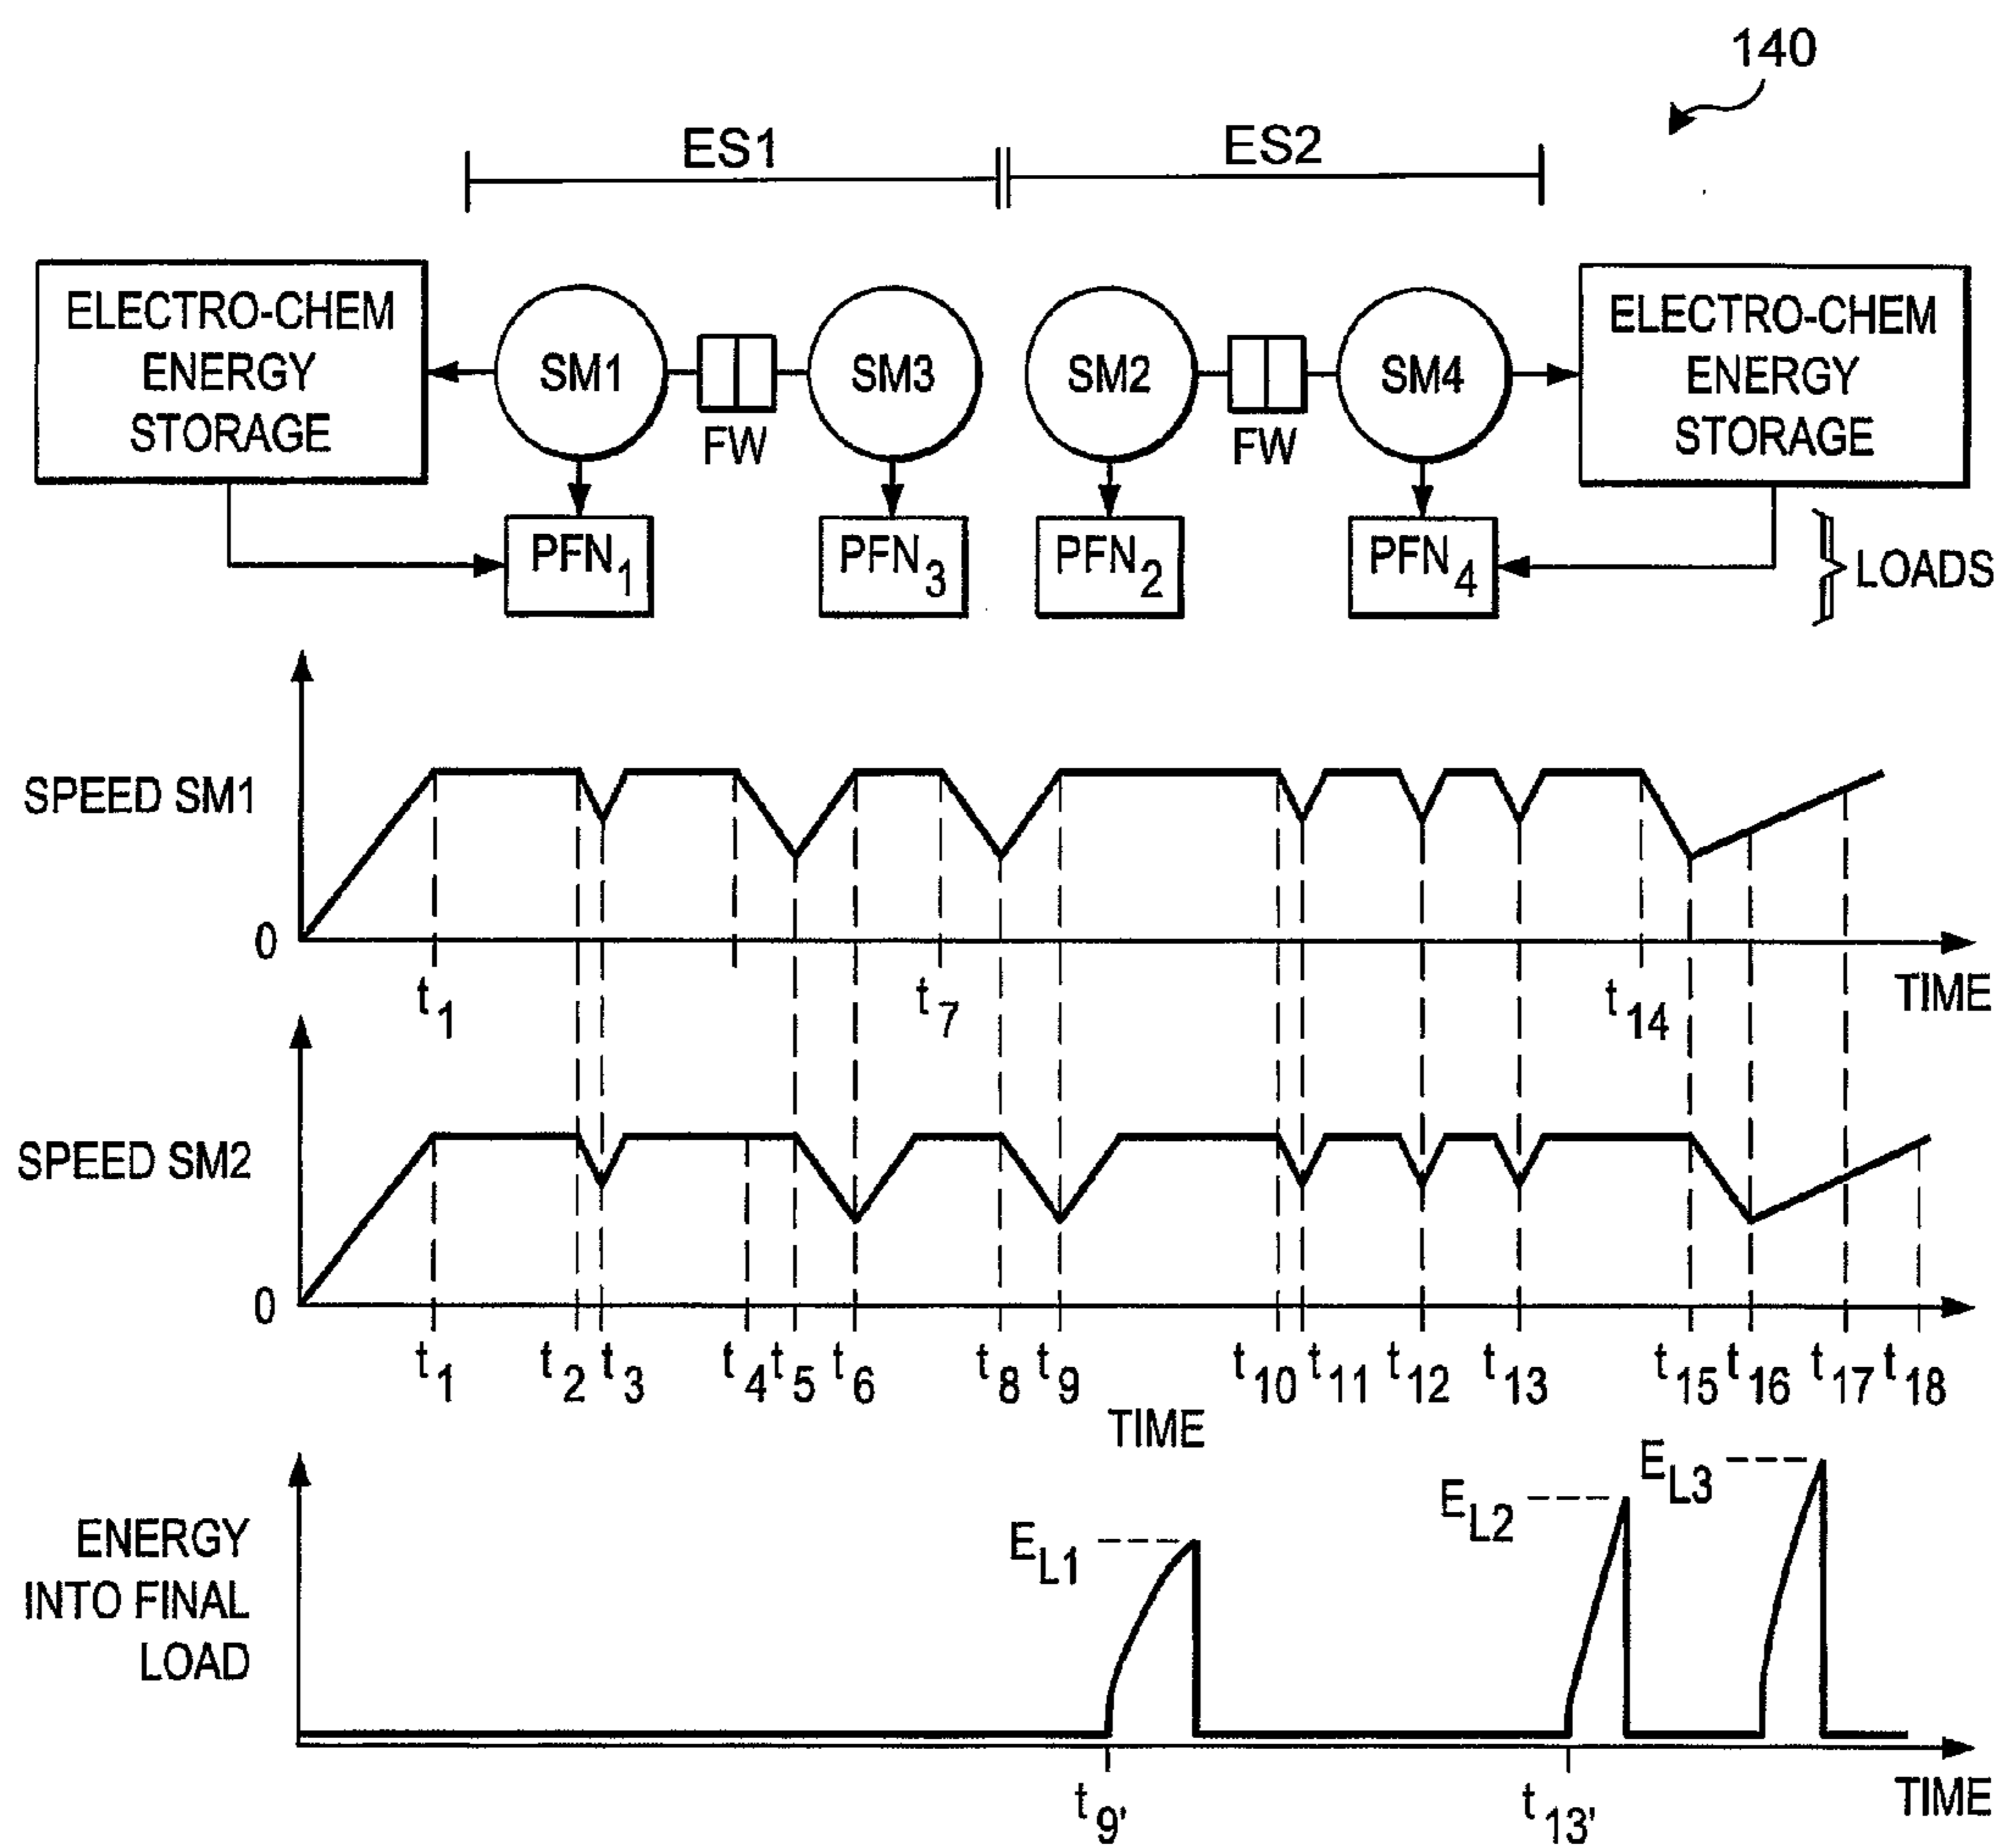 140
ES1
ES2
ELECTRO-CHEM
ENERGY
STORAGE
SM1
SM3
SM2
SM4
ELECTRO-CHEM
ENERGY
STORAGE
FW
FW
PFN1
PFN3
PFN2
PFN4
LOADS
SPEED SM1
0
t1
t7
t14
TIME
SPEED SM2
0
t1 t2 t3 t4 t5 t6 t8 t9 t10 t11 t12 t13 t15 t16 t17 t18
TIME
ENERGY
INTO FINAL
LOAD
EL1
EL2
EL3
t9'
t13'
TIME